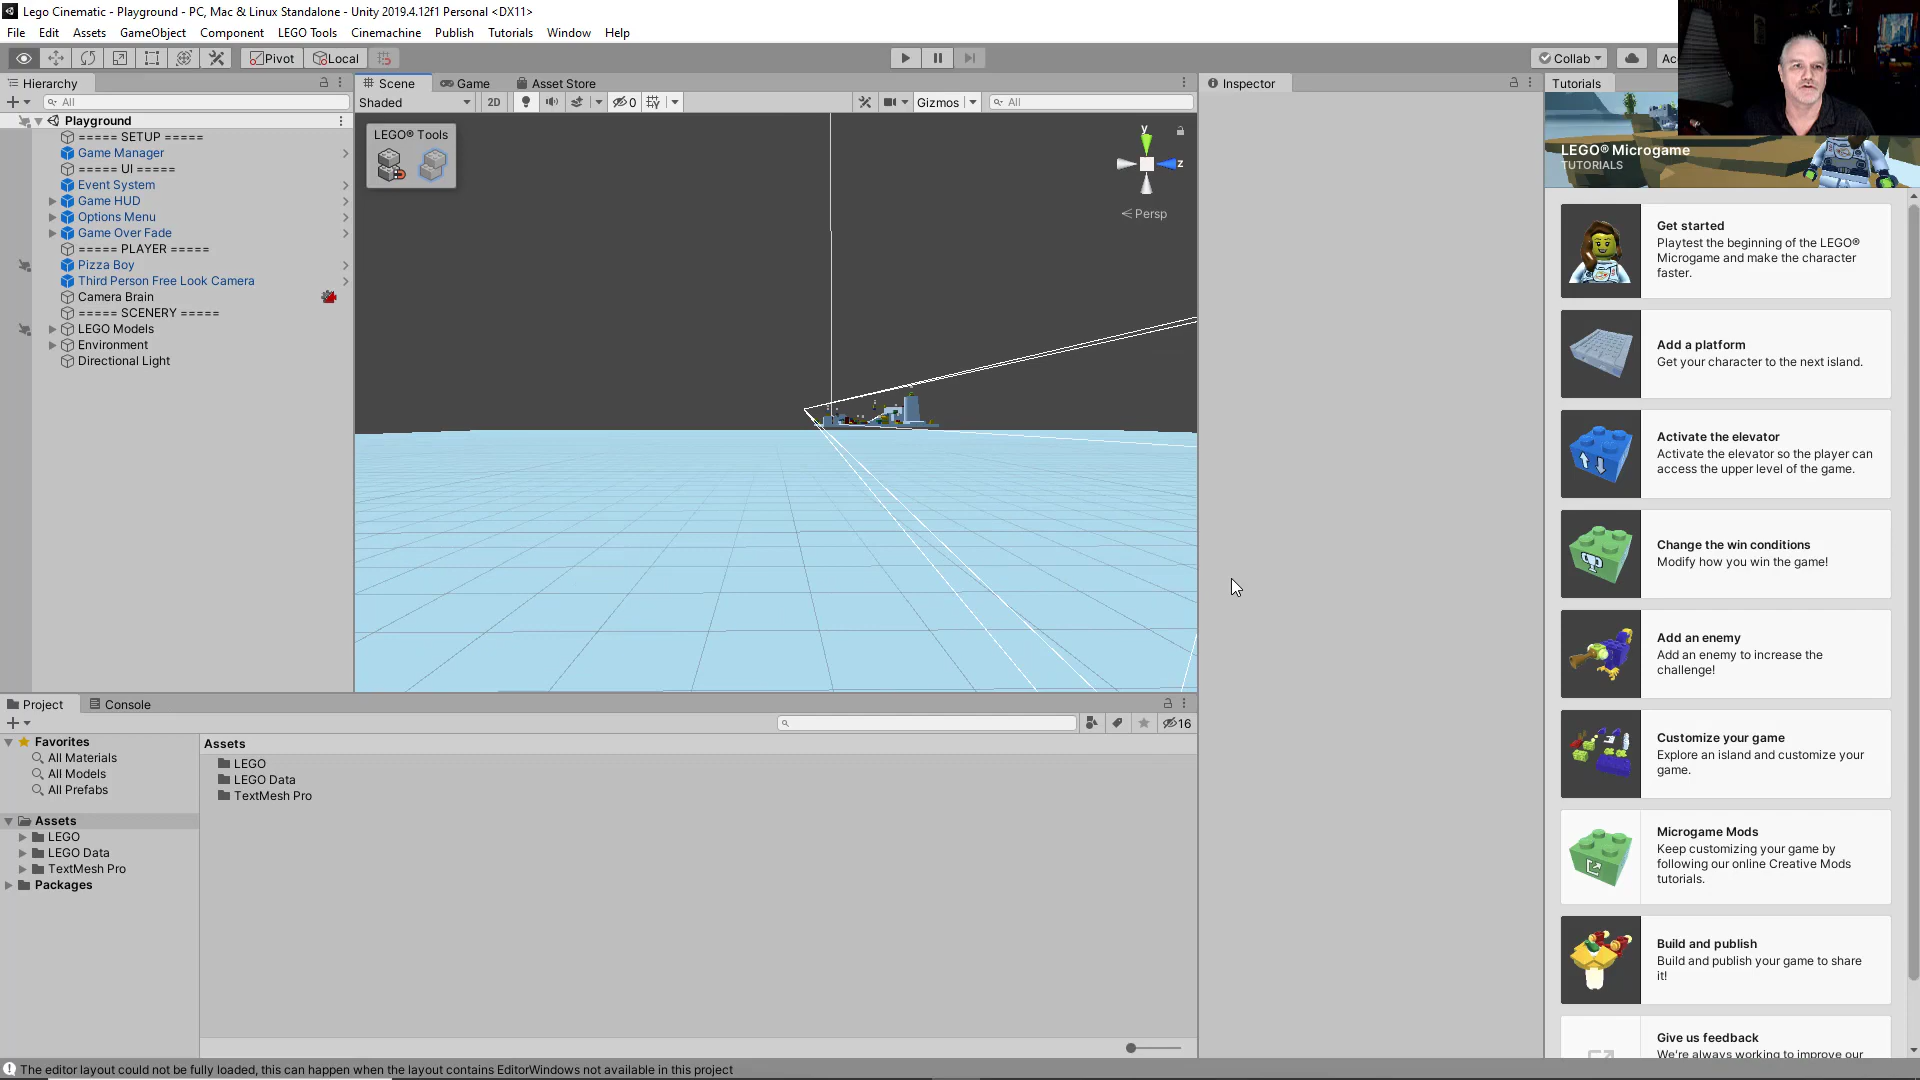 Lego Cinematic - Playground - PC, Mac & Linux Standalone - Unity 2019.4.12f1 Personal <DX11>
File Edit Assets GameObject Component LEGO Tools Cinemachine Publish Tutorials Window Help
Pivot Local Collab Ac
Hierarchy
All
Playground
===== SETUP =====
Game Manager
===== UI =====
Event System
Game HUD
Options Menu
Game Over Fade
===== PLAYER =====
Pizza Boy
Third Person Free Look Camera
Camera Brain
===== SCENERY =====
LEGO Models
Environment
Directional Light
Scene Game Asset Store
Shaded 2D 0 Gizmos All
LEGO® Tools
y
z
Persp
Inspector
Tutorials
LEGO® Microgame
TUTORIALS
Get started
Playtest the beginning of the LEGO®
Microgame and make the character
faster.
Add a platform
Get your character to the next island.
Activate the elevator
Activate the elevator so the player can
access the upper level of the game.
Change the win conditions
Modify how you win the game!
Add an enemy
Add an enemy to increase the
challenge!
Customize your game
Explore an island and customize your
game.
Microgame Mods
Keep customizing your game by
following our online Creative Mods
tutorials.
Build and publish
Build and publish your game to share
it!
Give us feedback
We're always working to improve our
Project Console
16
Favorites
All Materials
All Models
All Prefabs
Assets
LEGO
LEGO Data
TextMesh Pro
Packages
Assets
LEGO
LEGO Data
TextMesh Pro
The editor layout could not be fully loaded, this can happen when the layout contains EditorWindows not available in this project